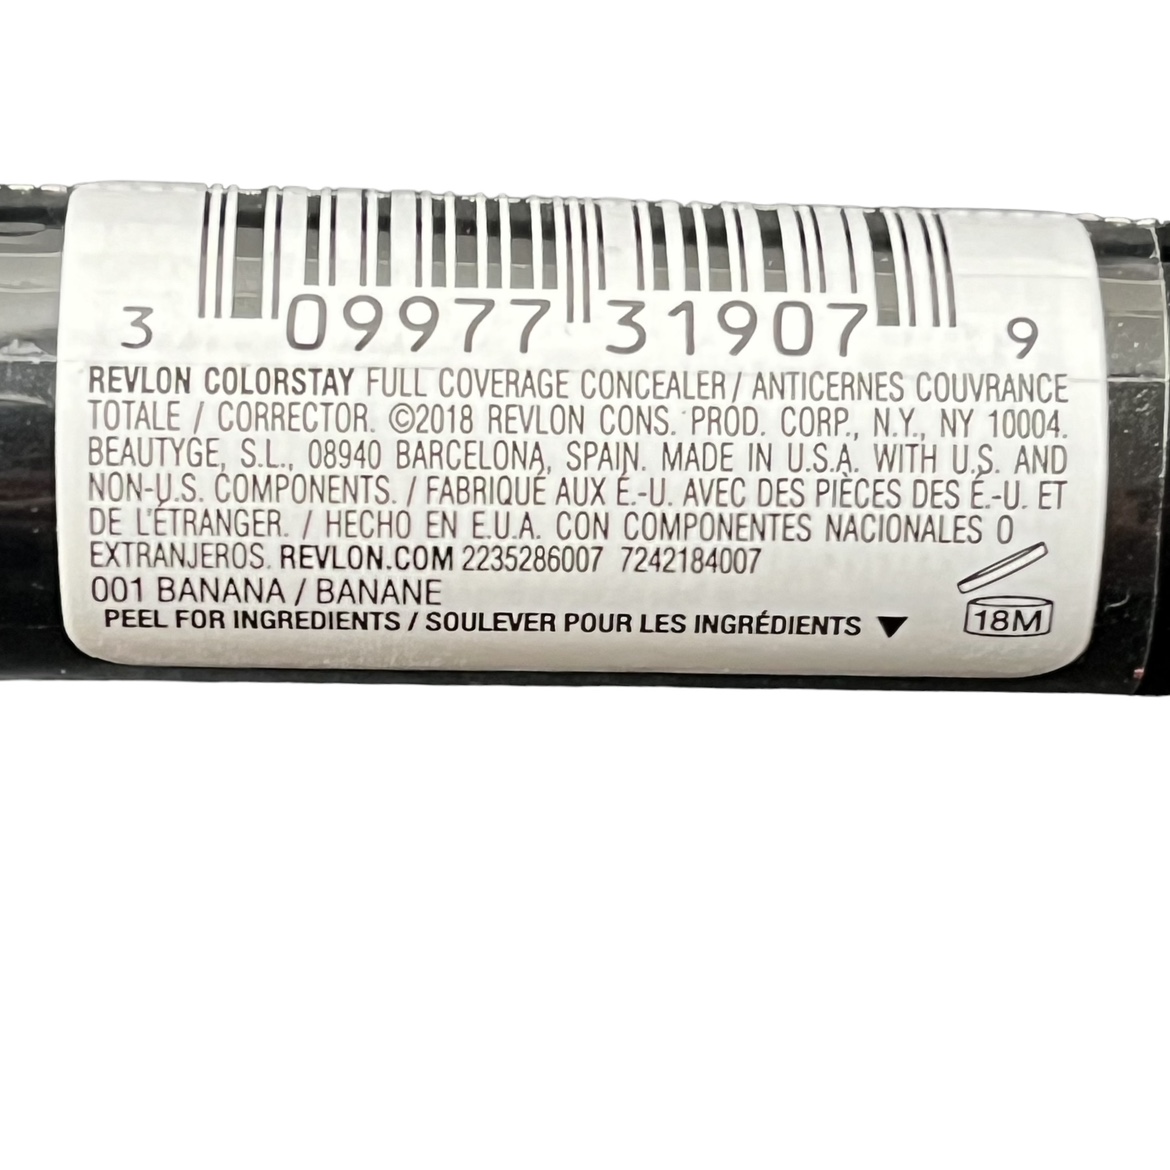 3 09977 31907 9
REVLON COLORSTAY FULL COVERAGE CONCEALER / ANTICERNES COUVRANCE
TOTALE / CORRECTOR. ©2018 REVLON CONS. PROD. CORP., N.Y., NY 10004.
BEAUTYGE, S.L., 08940 BARCELONA, SPAIN. MADE IN U.S.A. WITH U.S. AND
NON-U.S. COMPONENTS. / FABRIQUÉ AUX É.-U. AVEC DES PIÈCES DES É.-U. ET
DE L'ÉTRANGER. / HECHO EN E.U.A. CON COMPONENTES NACIONALES O
EXTRANJEROS. REVLON.COM 2235286007 7242184007
001 BANANA / BANANE
PEEL FOR INGREDIENTS / SOULEVER POUR LES INGRÉDIENTS ▼
18M